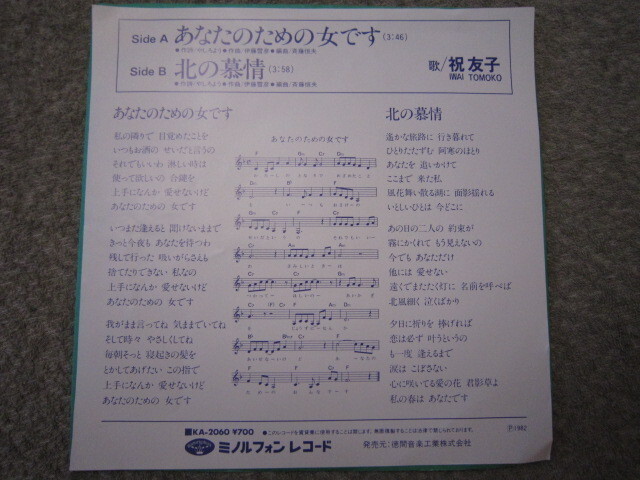 Side A あなたのための女です(3:46)
Side B 北の慕情(3:58)
歌/祝 友子
IWAI TOMOKO
あなたのための女です
私の隣りで 目覚めたことを
いつもお酒の せいだと言うの
それでもいいわ 淋しい時は
使って欲しいの 合鍵を
上手になんか 愛せないけど
あなたのための 女です
いつまた逢えると 聞けないままで
きっと今夜も あなたを待つわ
残して行った 吸いがらさえも
捨てたりできない 私なの
上手になんか 愛せないけど
あなたのための 女です
我がまま言ってね 気ままでいてね
そして時々 やさしくしてね
毎朝そっと 寝起きの髪を
とかしてあげたい この指で
上手になんか 愛せないけど
あなたのための 女です
あなたのための女です
北の慕情
遥かな旅路に 行き暮れて
ひとりたたずむ 阿寒のほとり
あなたを 追いかけて
ここまで 来た私
風花舞い散る湖に 面影揺れる
いとしいひとは 今どこに
あの日の二人の 約束が
霧にかくれて もう見えないの
今でも あなただけ
他には 愛せない
遠くでまたたく灯に 名前を呼べば
北風細く 泣くばかり
夕日に祈りを 捧げれば
恋は必ず 叶うというの
も一度 逢えるまで
涙は こぼさない
心に咲いてる愛の花 君影草よ
私の春は あなたです
■KA-2060 ¥700
ミノルフォン レコード
発売元:徳間音楽工業株式会社
Ⓟ1982